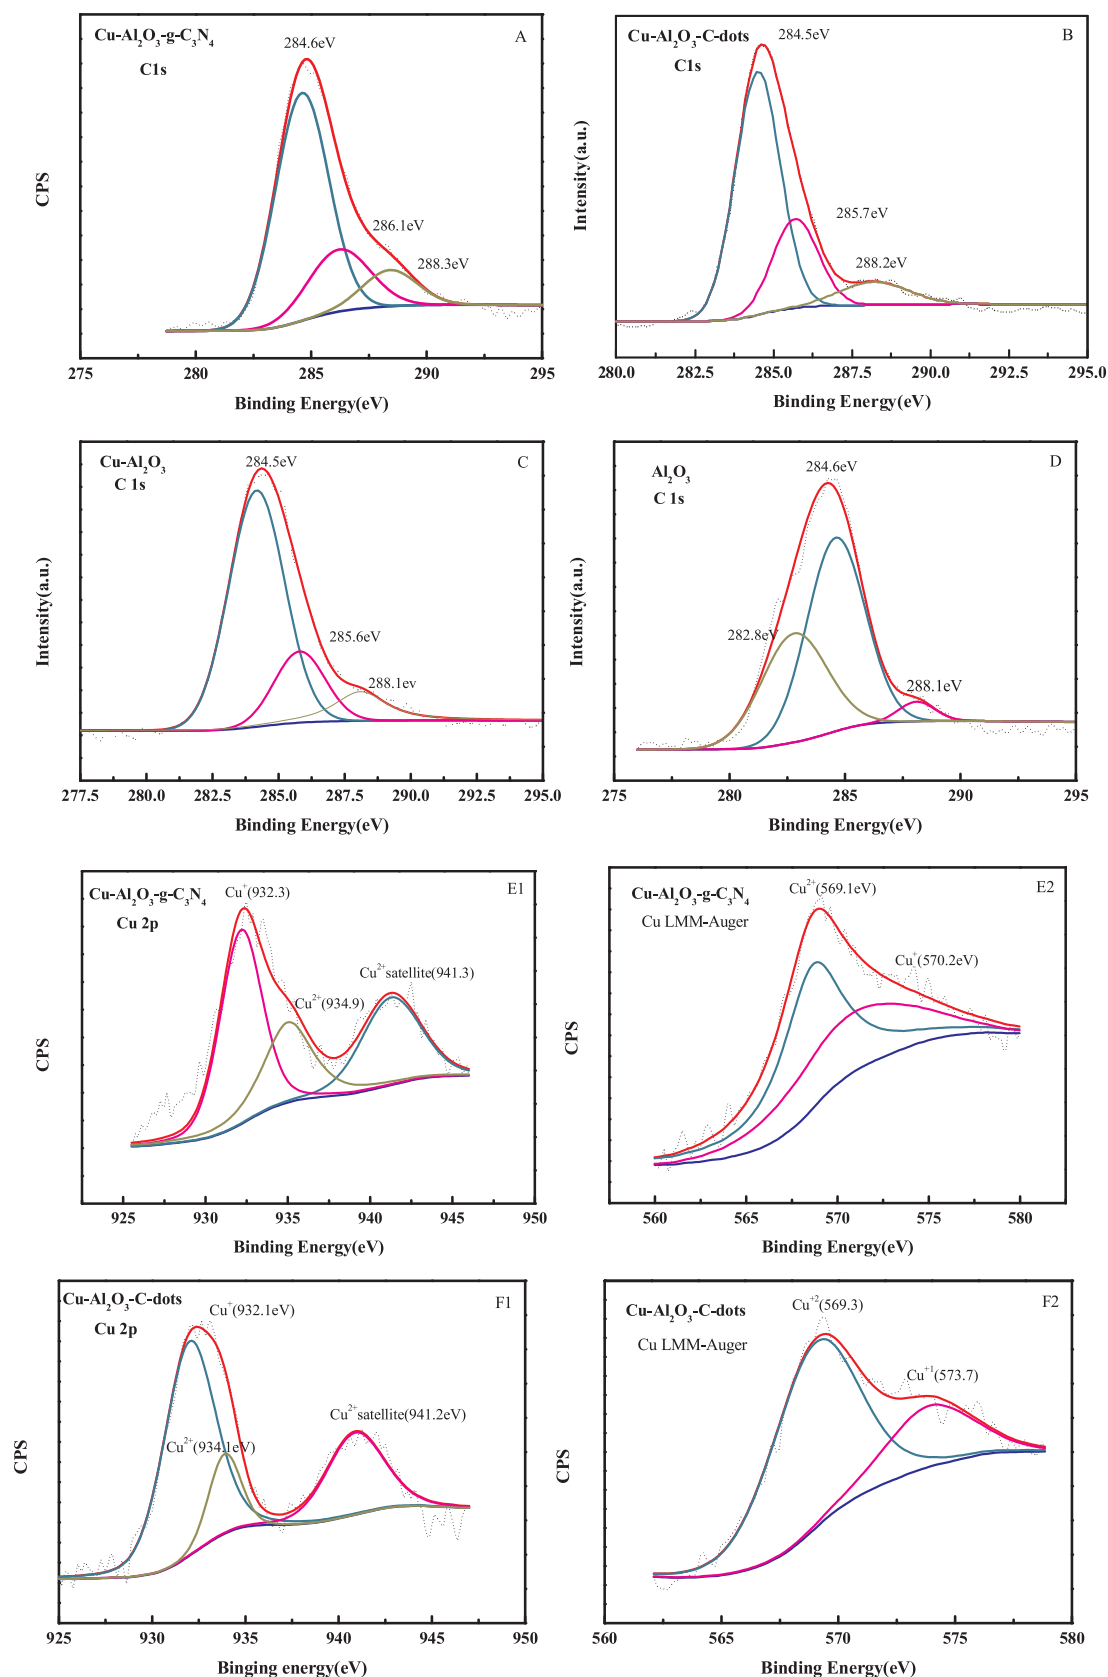 Cu-Al₂O₃-g-C₃N₄
C1s
A
284.6eV
286.1eV
288.3eV
CPS
275 280 285 290 295
Binding Energy(eV)
Cu-Al₂O₃-C-dots
C1s
B
284.5eV
285.7eV
288.2eV
Intensity(a.u.)
280.0 282.5 285.0 287.5 290.0 292.5 295.0
Binding Energy(eV)
Cu-Al₂O₃
C 1s
C
284.5eV
285.6eV
288.1ev
Intensity(a.u.)
277.5 280.0 282.5 285.0 287.5 290.0 292.5 295.0
Binding Energy(eV)
Al₂O₃
C 1s
D
284.6eV
282.8eV
288.1eV
Intensity(a.u.)
280 285 290 295
Binding Energy(eV)
Cu-Al₂O₃-g-C₃N₄
Cu 2p
E1
Cu⁺(932.3)
Cu²⁺satellite(941.3)
Cu²⁺(934.9)
CPS
925 930 935 940 945 950
Binding Energy(eV)
Cu-Al₂O₃-g-C₃N₄
Cu LMM-Auger
E2
Cu²⁺(569.1eV)
Cu⁺(570.2eV)
CPS
560 565 570 575 580
Binding Energy(eV)
Cu-Al₂O₃-C-dots
Cu 2p
F1
Cu⁺(932.1eV)
Cu²⁺satellite(941.2eV)
Cu²⁺(934.1eV)
CPS
925 930 935 940 945 950
Binging energy(eV)
Cu-Al₂O₃-C-dots
Cu LMM-Auger
F2
Cu⁺²(569.3)
Cu⁺¹(573.7)
CPS
560 565 570 575 580
Binding Energy(eV)